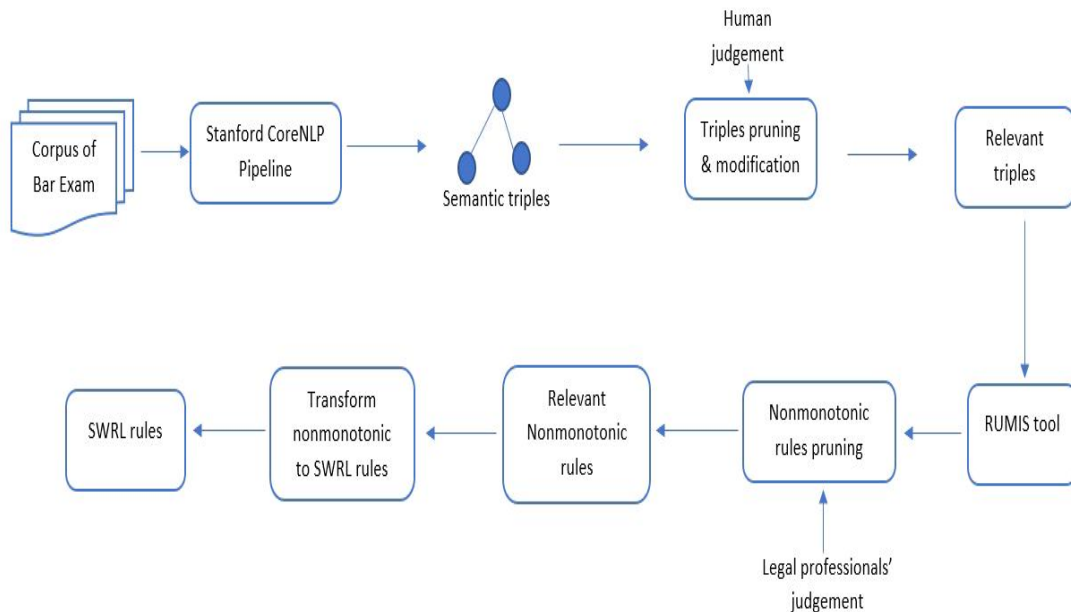 Human
judgement
Corpus of
Bar Exam
Stanford CoreNLP
Pipeline
Semantic triples
Triples pruning
& modification
Relevant
triples
RUMIS tool
Nonmonotonic
rules pruning
Legal professionals'
judgement
Relevant
Nonmonotonic
rules
Transform
nonmonotonic
to SWRL rules
SWRL rules